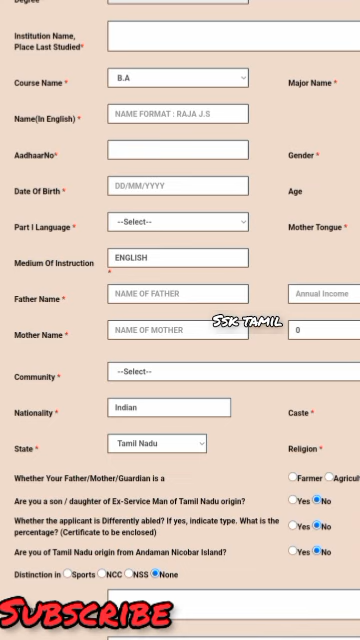 Degree
Institution Name,
Place Last Studied*
Course Name * B.A Major Name *
Name(In English) * NAME FORMAT : RAJA J.S
AadhaarNo* Gender *
Date Of Birth * DD/MM/YYYY Age
Part I Language * --Select-- Mother Tongue *
Medium Of Instruction ENGLISH
*
Father Name * NAME OF FATHER Annual Income
SSK TAMIL
Mother Name * NAME OF MOTHER 0
Community * --Select--
Nationality * Indian Caste *
State * Tamil Nadu Religion *
Whether Your Father/Mother/Guardian is a Farmer Agricul
Are you a son / daughter of Ex-Service Man of Tamil Nadu origin? Yes No
Whether the applicant is Differently abled? If yes, indicate type. What is the
percentage? (Certificate to be enclosed) Yes No
Are you of Tamil Nadu origin from Andaman Nicobar Island? Yes No
Distinction in Sports NCC NSS None
SUBSCRIBE